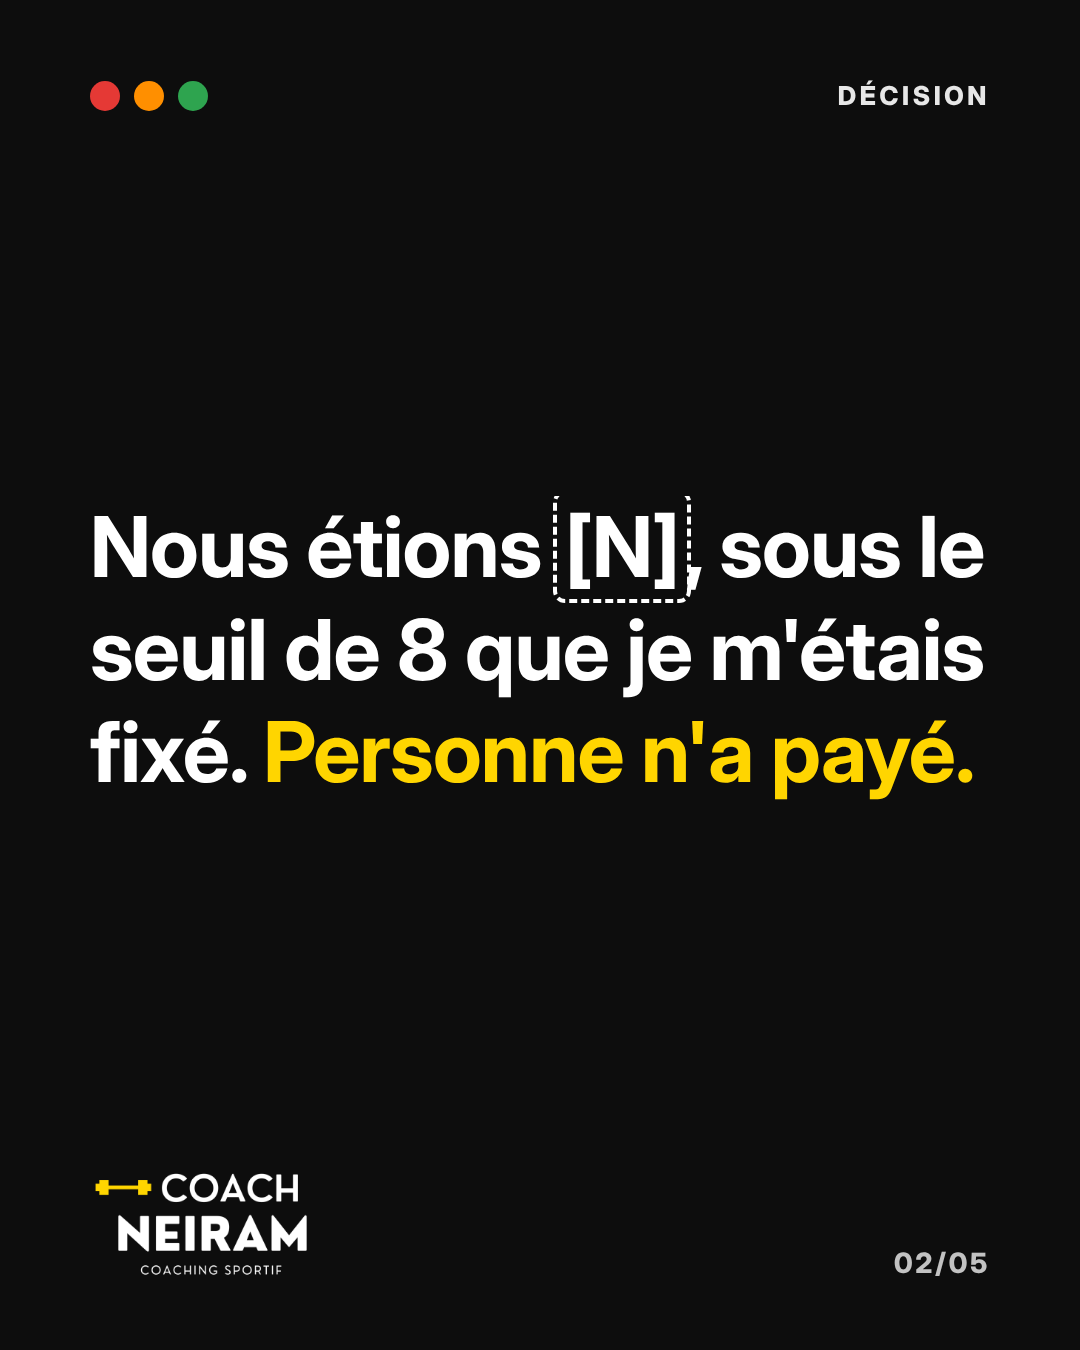 DÉCISION
Nous étions [N], sous le
seuil de 8 que je m'étais
fixé. Personne n'a payé.
COACH
NEIRAM
COACHING SPORTIF
02/05